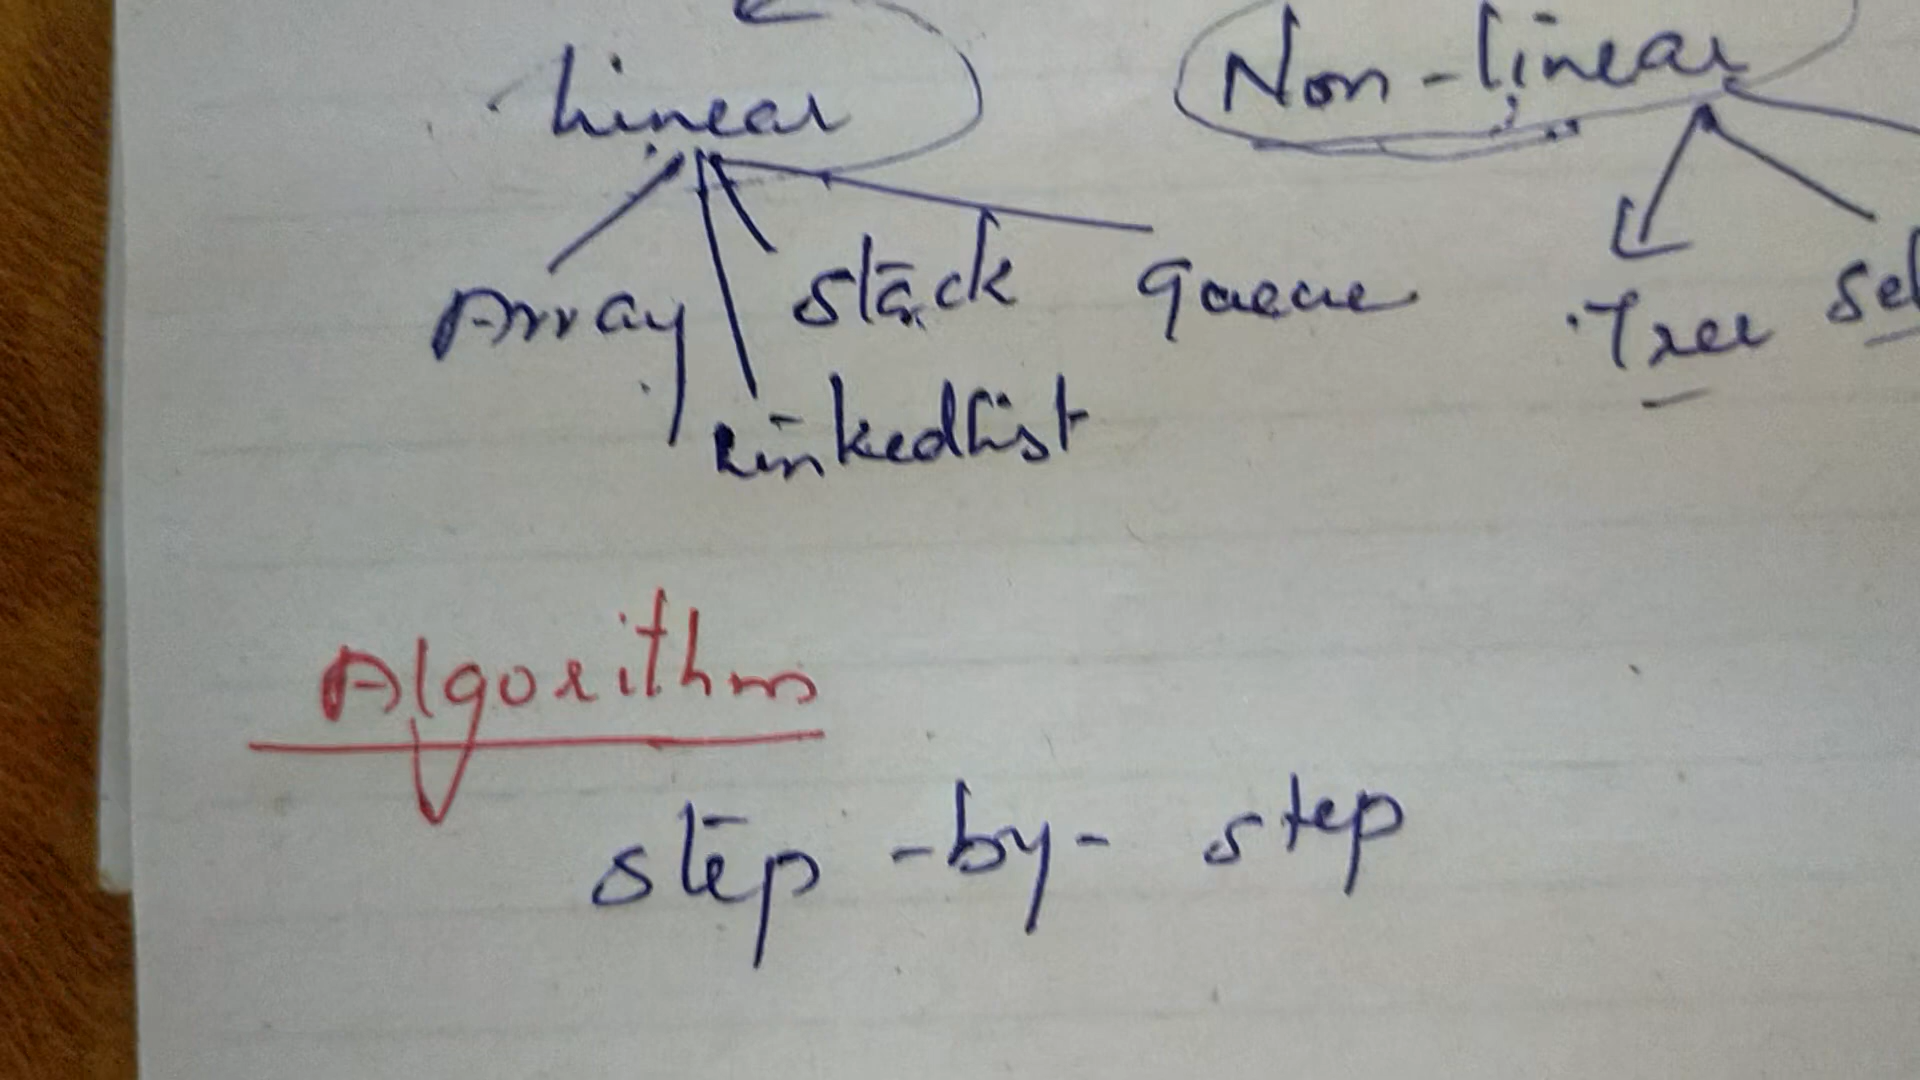 Linear Non-linear
Array Stack queue Tree
LinkedList
Algorithms
step-by-step